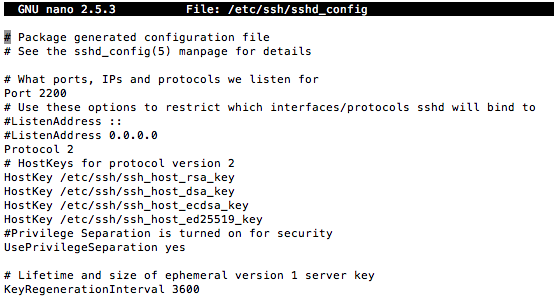 GNU nano 2.5.3 File: /etc/ssh/sshd_config
# Package generated configuration file
# See the sshd_config(5) manpage for details
# What ports, IPs and protocols we listen for
Port 2200
# Use these options to restrict which interfaces/protocols sshd will bind to
#ListenAddress ::
#ListenAddress 0.0.0.0
Protocol 2
# HostKeys for protocol version 2
HostKey /etc/ssh/ssh_host_rsa_key
HostKey /etc/ssh/ssh_host_dsa_key
HostKey /etc/ssh/ssh_host_ecdsa_key
HostKey /etc/ssh/ssh_host_ed25519_key
#Privilege Separation is turned on for security
UsePrivilegeSeparation yes
# Lifetime and size of ephemeral version 1 server key
KeyRegenerationInterval 3600